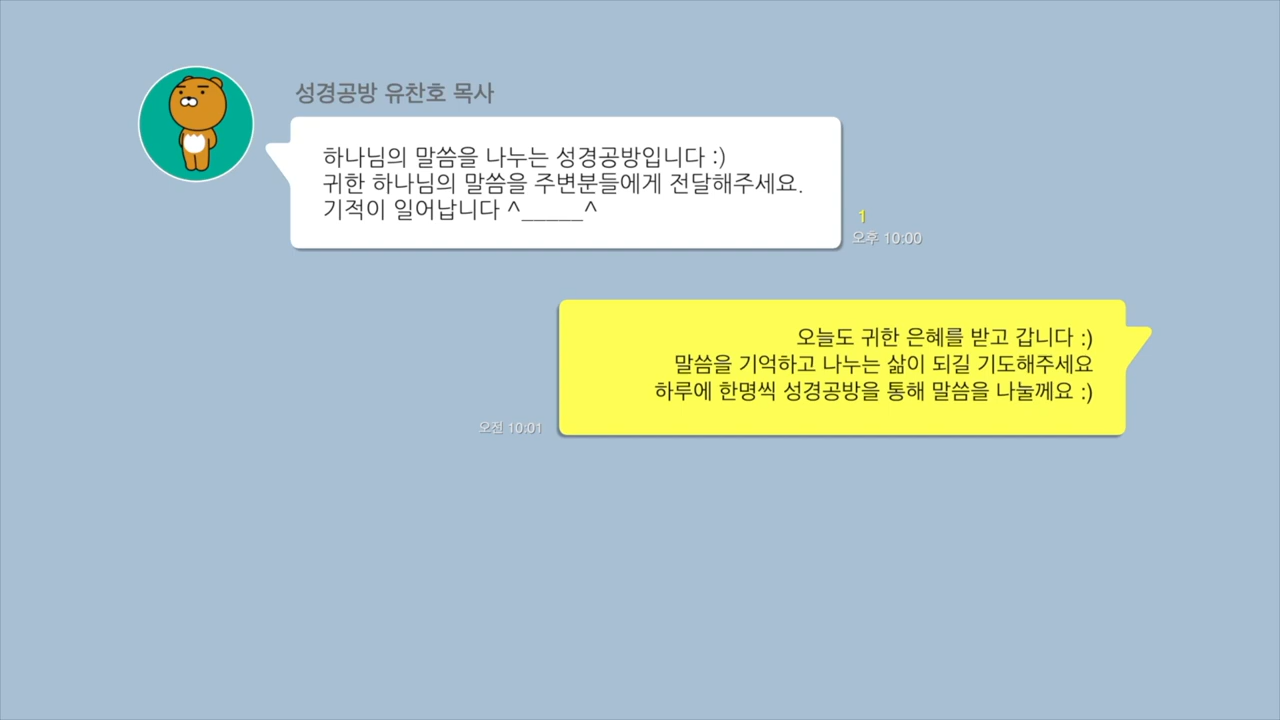 성경공방 유찬호 목사
하나님의 말씀을 나누는 성경공방입니다 :)
귀한 하나님의 말씀을 주변분들에게 전달해주세요.
기적이 일어납니다 ^_____^
1
오후 10:00
오늘도 귀한 은혜를 받고 갑니다 :)
말씀을 기억하고 나누는 삶이 되길 기도해주세요
하루에 한명씩 성경공방을 통해 말씀을 나눌께요 :)
오전 10:01